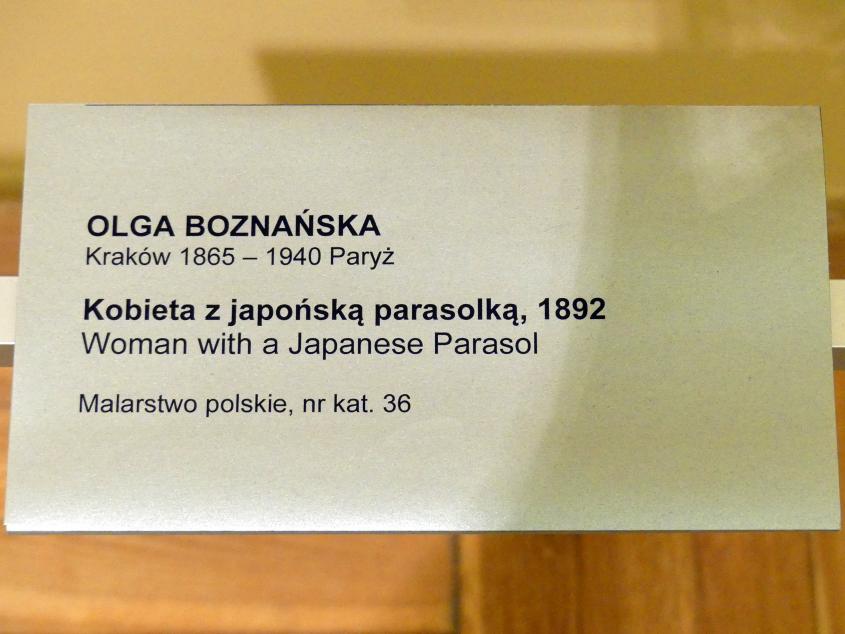 OLGA BOZNAŃSKA
Kraków 1865 – 1940 Paryż
Kobieta z japońską parasolką, 1892
Woman with a Japanese Parasol
Malarstwo polskie, nr kat. 36